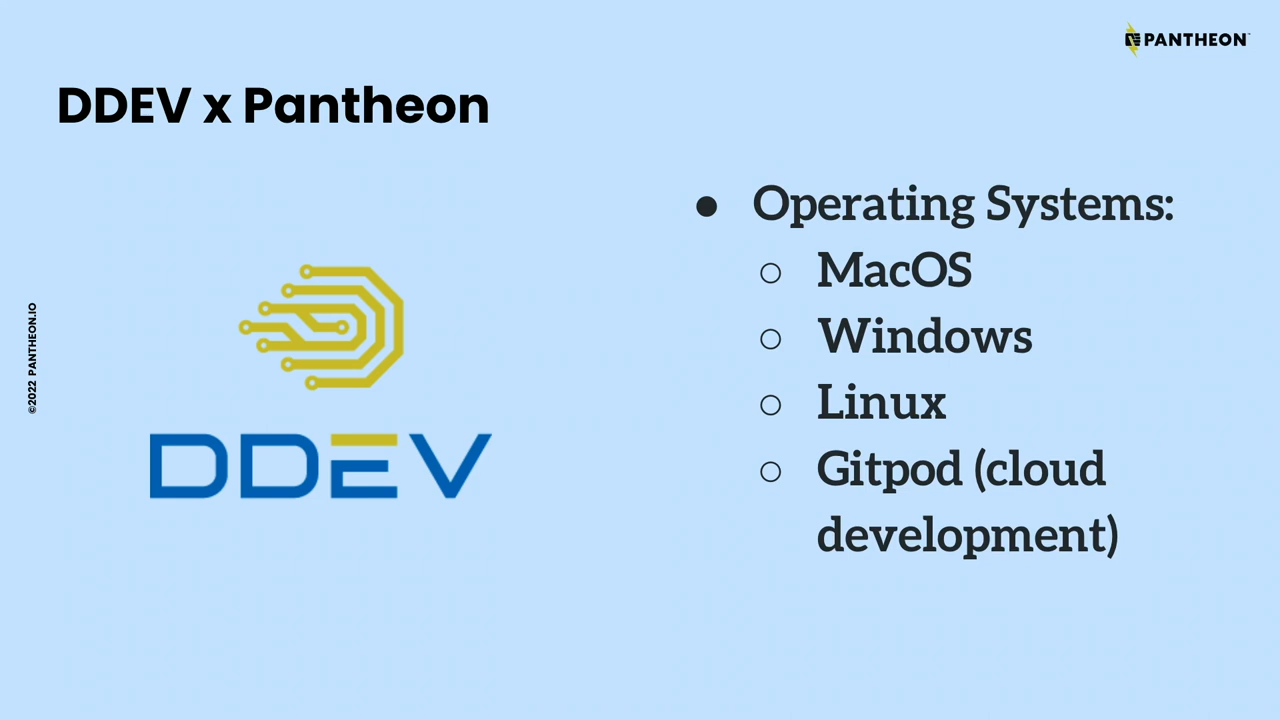 PANTHEON
DDEV x Pantheon
● Operating Systems:
○ MacOS
○ Windows
○ Linux
○ Gitpod (cloud
development)
DDEV
©2022 PANTHEON.IO